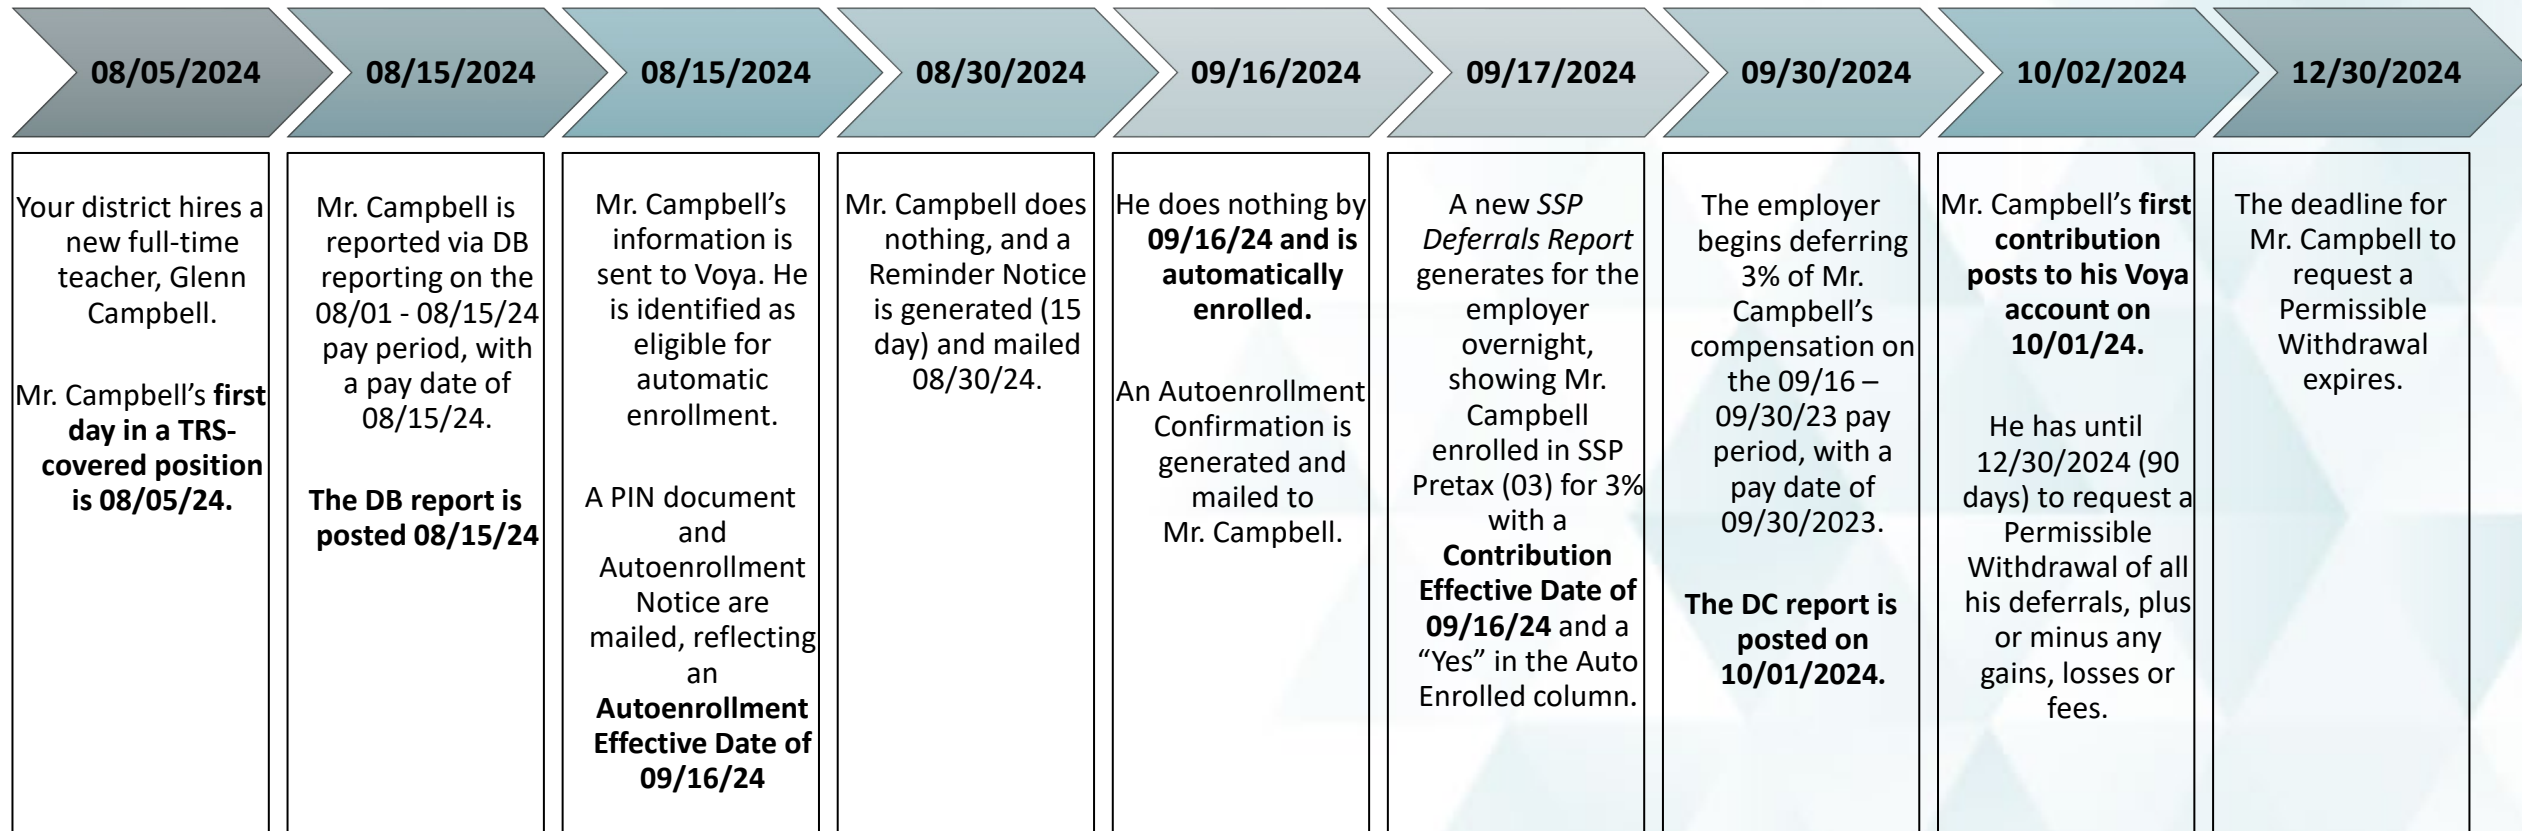 08/05/2024
08/15/2024
08/15/2024
08/30/2024
09/16/2024
09/17/2024
09/30/2024
10/02/2024
12/30/2024
Your district hires a
new full-time
teacher, Glenn
Campbell.
Mr. Campbell’s first
day in a TRS-
covered position
is 08/05/24.
Mr. Campbell is
reported via DB
reporting on the
08/01 - 08/15/24
pay period, with
a pay date of
08/15/24.
The DB report is
posted 08/15/24
Mr. Campbell’s
information is
sent to Voya. He
is identified as
eligible for
automatic
enrollment.
A PIN document
and
Autoenrollment
Notice are
mailed, reflecting
an
Autoenrollment
Effective Date of
09/16/24
Mr. Campbell does
nothing, and a
Reminder Notice
is generated (15
day) and mailed
08/30/24.
He does nothing by
09/16/24 and is
automatically
enrolled.
An Autoenrollment
Confirmation is
generated and
mailed to
Mr. Campbell.
A new SSP
Deferrals Report
generates for the
employer
overnight,
showing Mr.
Campbell
enrolled in SSP
Pretax (03) for 3%
with a
Contribution
Effective Date of
09/16/24 and a
“Yes” in the Auto
Enrolled column.
The employer
begins deferring
3% of Mr.
Campbell’s
compensation on
the 09/16 –
09/30/23 pay
period, with a
pay date of
09/30/2023.
The DC report is
posted on
10/01/2024.
Mr. Campbell’s first
contribution
posts to his Voya
account on
10/01/24.
He has until
12/30/2024 (90
days) to request a
Permissible
Withdrawal of all
his deferrals, plus
or minus any
gains, losses or
fees.
The deadline for
Mr. Campbell to
request a
Permissible
Withdrawal
expires.